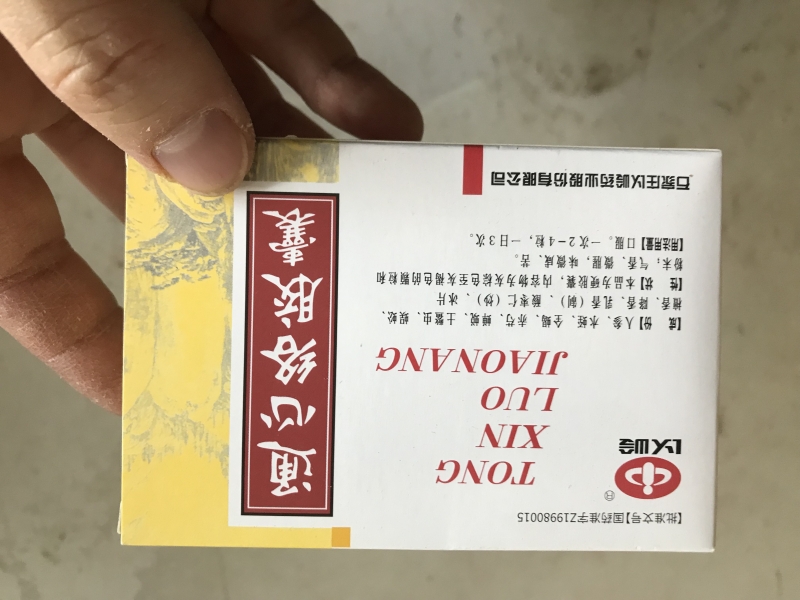 【批准文号】国药准字Z19980015
以岭
TONG
XIN
LUO
JIAONANG
通心络胶囊
【成 份】人参、水蛭、全蝎、赤芍、蝉蜕、土鳖虫、蜈蚣、
檀香、降香、乳香（制）、酸枣仁（炒）、冰片
【性 状】本品为硬胶囊，内容物为灰棕色至灰褐色的颗粒和
粉末；气香、微腥，味微咸、苦。
【用法用量】口服。一次2－4粒，一日3次。
石家庄以岭药业股份有限公司